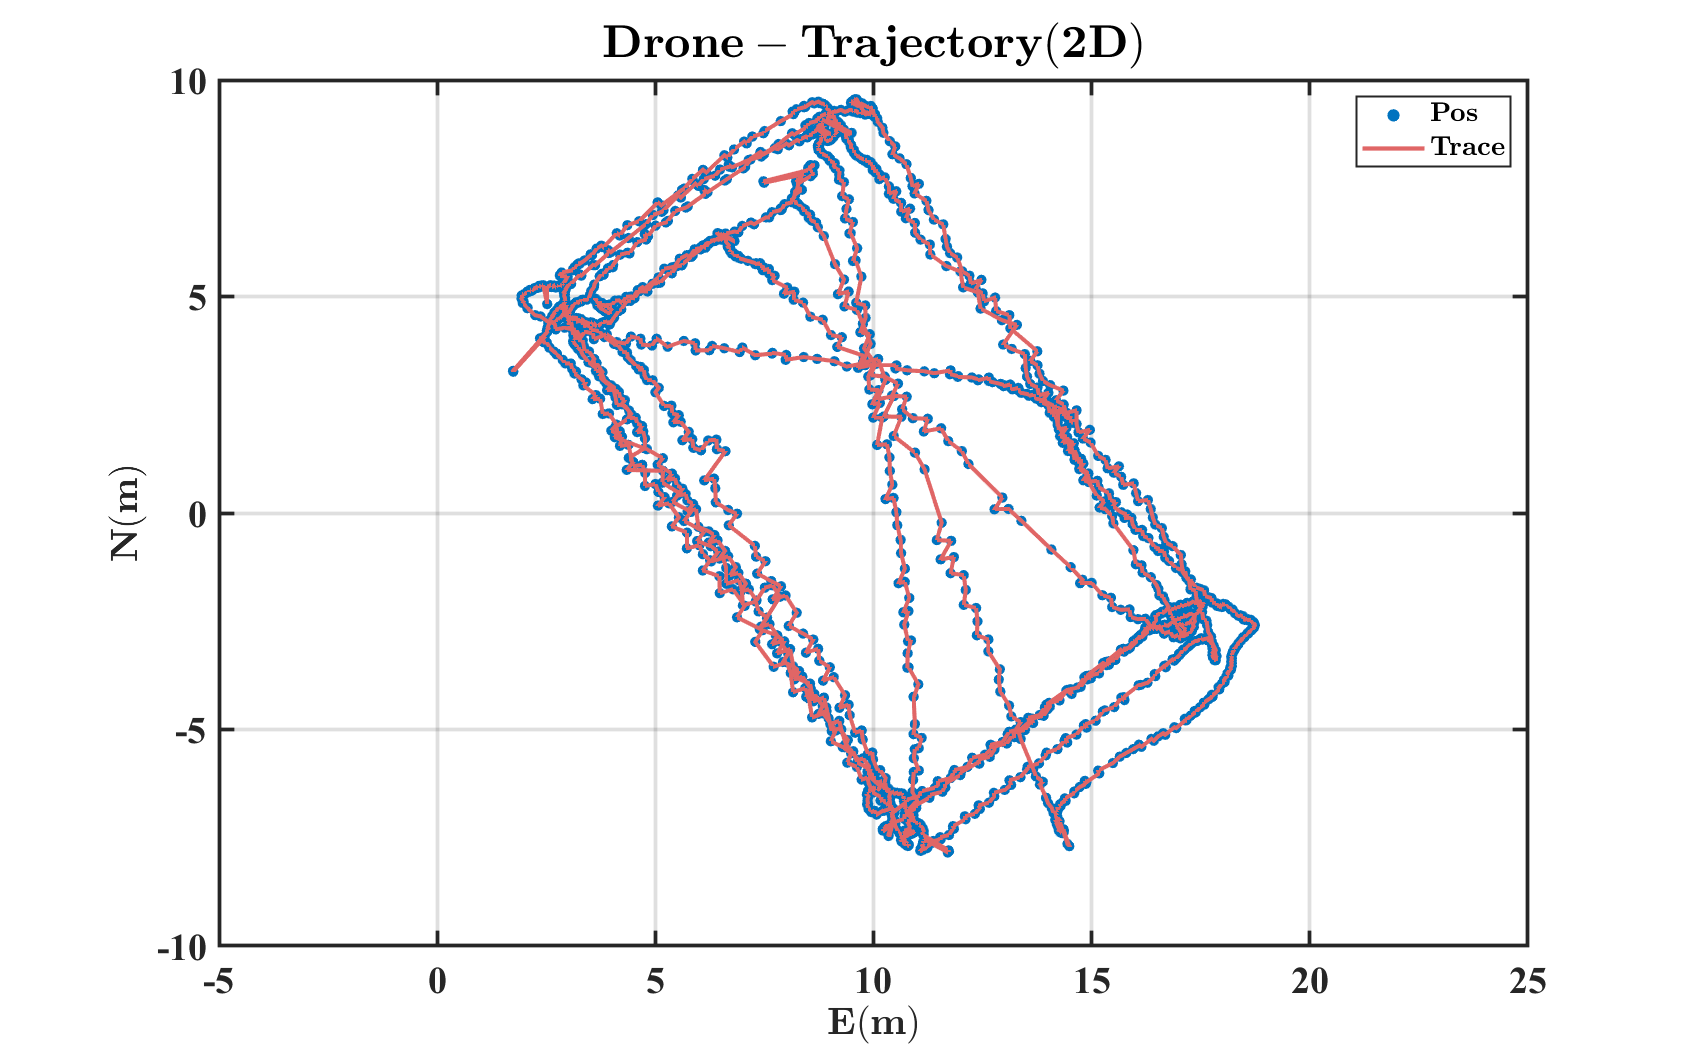 Drone – Trajectory(2D)
Pos
Trace
10
5
0
-5
-10
N(m)
-5 0 5 10 15 20 25
E(m)